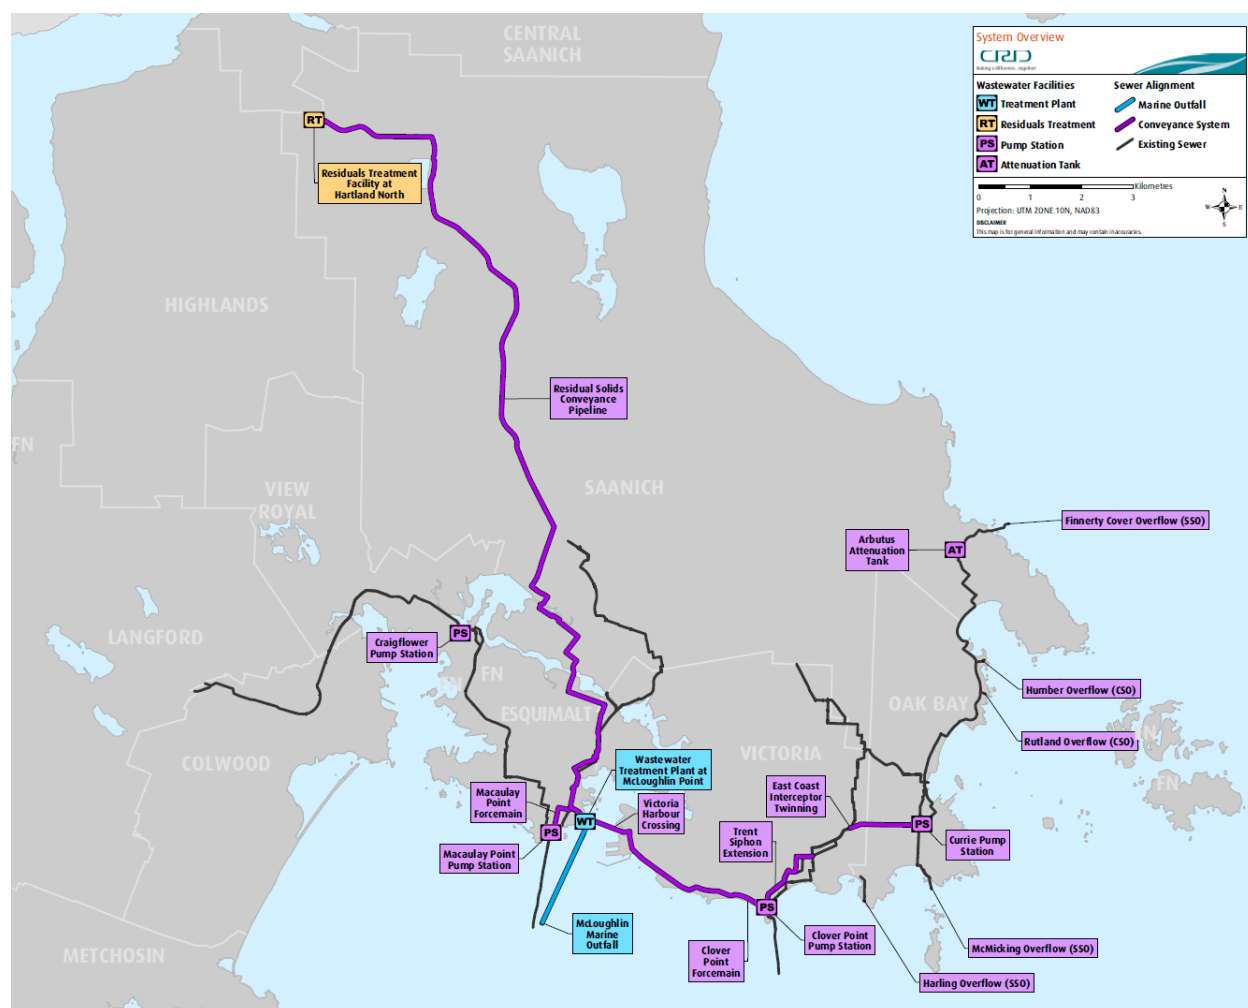 CENTRAL
SAANICH
System Overview
CRD
Making a difference...together
Wastewater Facilities
Sewer Alignment
WT Treatment Plant
Marine Outfall
RT Residuals Treatment
Conveyance System
PS Pump Station
Existing Sewer
AT Attenuation Tank
Kilometres
0 1 2 3
Projection: UTM ZONE 10N, NAD83
DISCLAIMER
This map is for general information and may contain inaccuracies.
N
W E
S
RT
Residuals Treatment
Facility at
Hartland North
HIGHLANDS
Residual Solids
Conveyance
Pipeline
FN
VIEW
ROYAL
SAANICH
Finnerty Cover Overflow (SSO)
Arbutus
Attenuation
Tank
AT
LANGFORD
Craigflower
Pump Station
PS
FN
FN
ESQUIMALT
Humber Overflow (CSO)
OAK BAY
Rutland Overflow (CSO)
FN
FN
COLWOOD
VICTORIA
Wastewater
Treatment Plant at
McLoughlin Point
Macaulay
Point
Forcemain
Victoria
Harbour
Crossing
East Coast
Interceptor
Twinning
WT
PS
PS
Trent
Siphon
Extension
Currie Pump
Station
Macaulay Point
Pump Station
PS
McLoughlin
Marine
Outfall
Clover Point
Pump Station
Clover
Point
Forcemain
McMicking Overflow (SSO)
METCHOSIN
Harling Overflow (SSO)